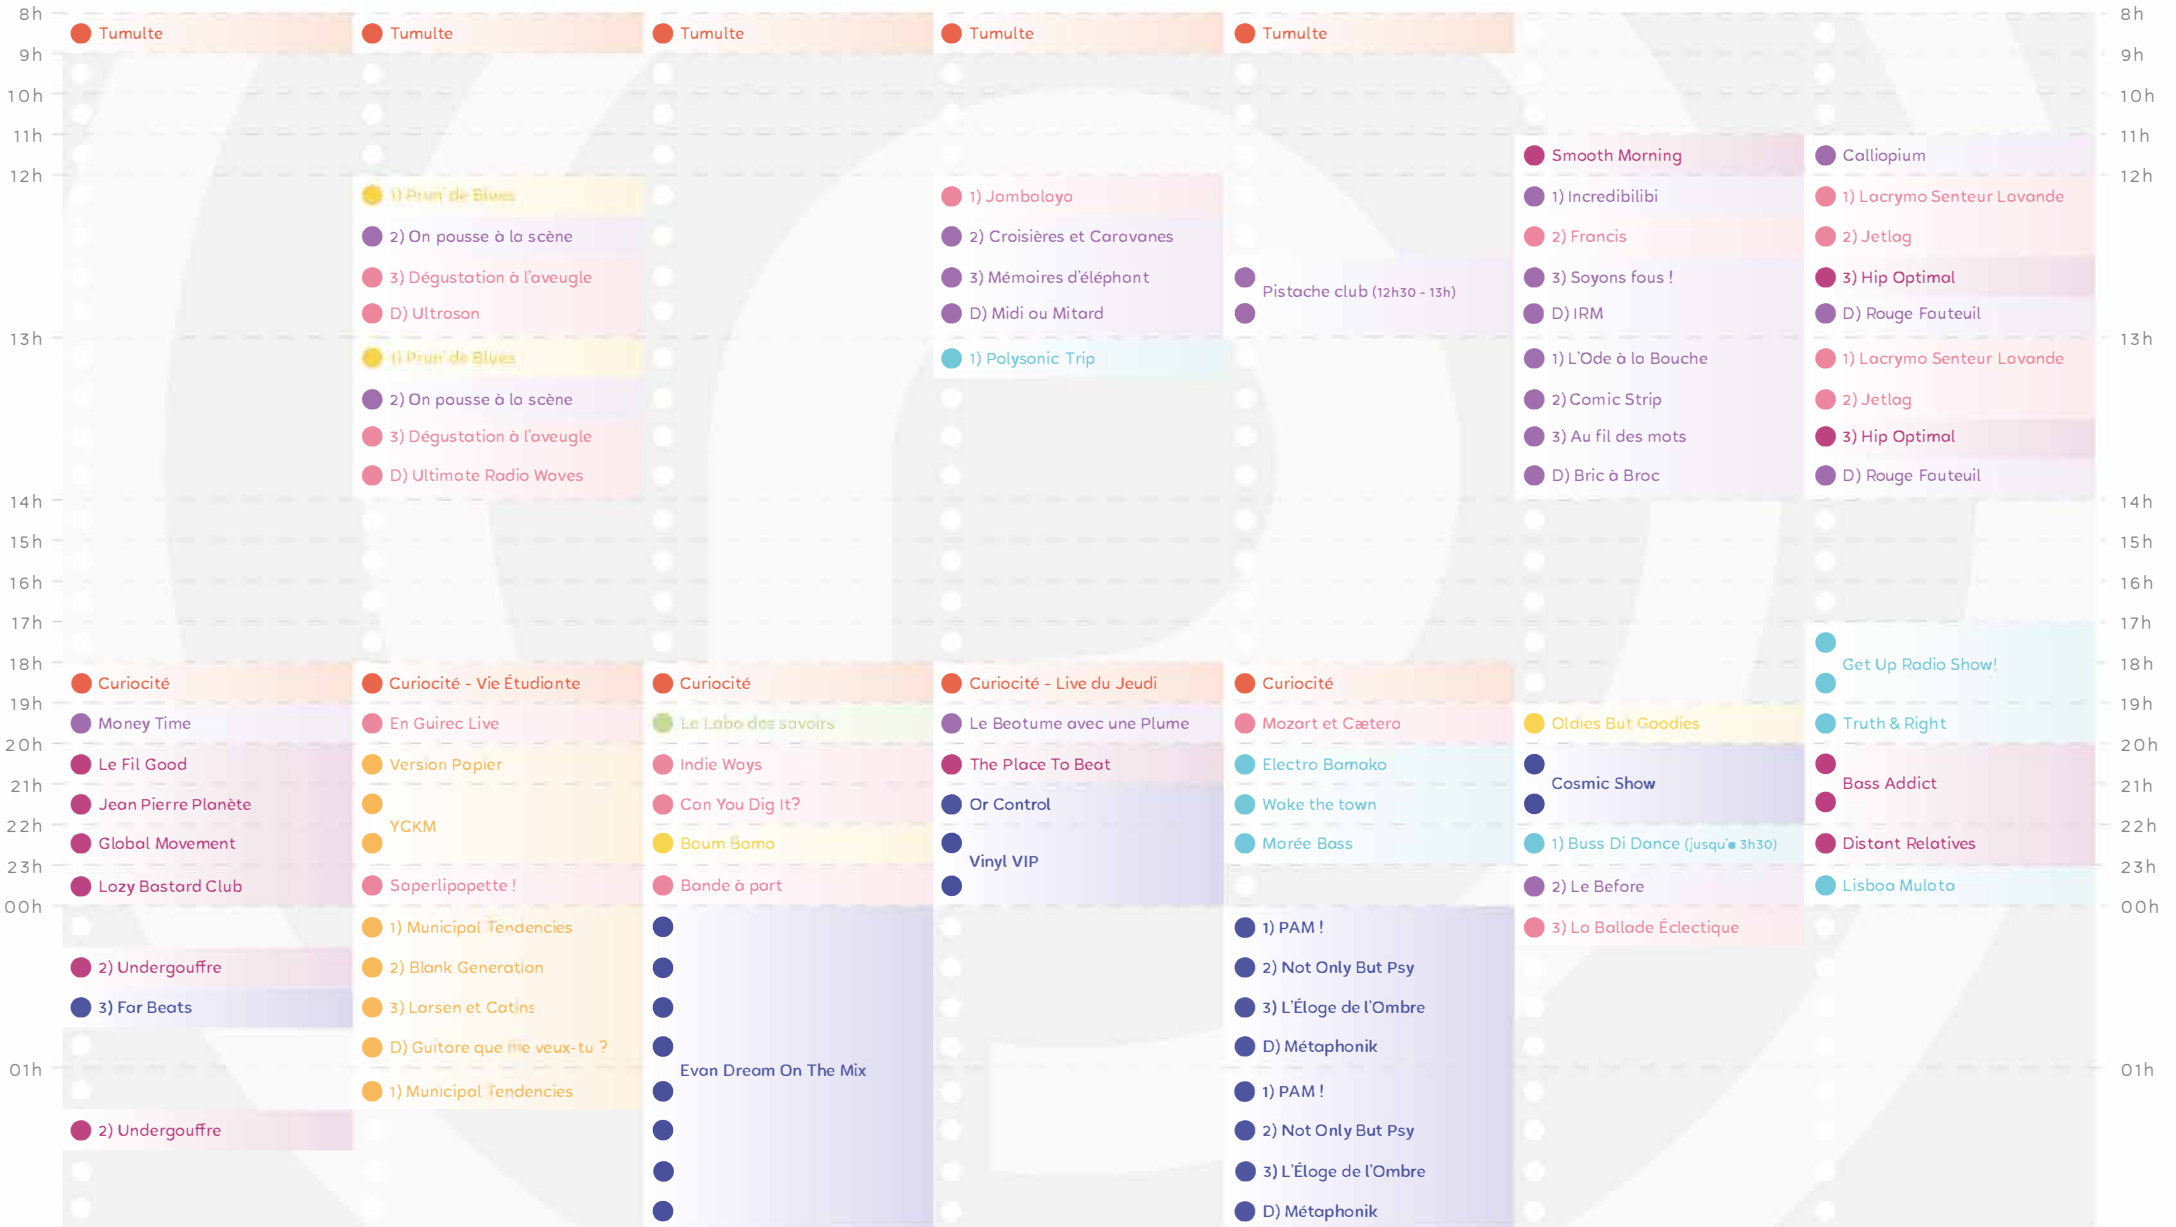 8h Tumulte Tumulte Tumulte Tumulte Tumulte 8h
9h 9h
10h 10h
11h 11h
Smooth Morning Calliopium
12h 12h
1) Prun' de Blues 1) Jambalaya 1) Incredibilibi 1) Lacrymo Senteur Lavande
2) On pousse à la scène 2) Croisières et Caravanes 2) Francis 2) Jetlag
3) Dégustation à l'aveugle 3) Mémoires d'éléphant Pistache club (12h30 - 13h) 3) Soyons fous ! 3) Hip Optimal
D) Ultrason D) Midi ou Mitard D) IRM D) Rouge Fauteuil
13h 13h
1) Prun' de Blues 1) Polysonic Trip 1) L'Ode à la Bouche 1) Lacrymo Senteur Lavande
2) On pousse à la scène 2) Comic Strip 2) Jetlag
3) Dégustation à l'aveugle 3) Au fil des mots 3) Hip Optimal
D) Ultimate Radio Waves D) Bric à Broc D) Rouge Fauteuil
14h 14h
15h 15h
16h 16h
17h 17h
18h Get Up Radio Show! 18h
Curiocité Curiocité - Vie Étudiante Curiocité Curiocité - Live du Jeudi Curiocité
19h 19h
Money Time En Guirec Live Le Labo des savoirs Le Beotume avec une Plume Mozart et Cætera Oldies But Goodies Truth & Right
20h 20h
Le Fil Good Version Papier Indie Ways The Place To Beat Electro Bamako
21h Cosmic Show Bass Addict 21h
Jean Pierre Planète Can You Dig It? Or Control Wake the town
22h YCKM 22h
Global Movement Boum Bomo Marée Bass 1) Buss Di Dance (jusqu'à 3h30) Distant Relatives
23h Vinyl VIP 23h
Lazy Bastard Club Saperlipopette ! Bande à part 2) Le Before Lisboa Mulata
00h 00h
1) Municipal Tendencies 1) PAM ! 3) La Ballade Éclectique
2) Undergouffre 2) Blank Generation 2) Not Only But Psy
3) Far Beats 3) Larsen et Catins 3) L'Éloge de l'Ombre
D) Guitare que me veux-tu ? D) Métaphonik
01h Evan Dream On The Mix 01h
1) Municipal Tendencies 1) PAM !
2) Undergouffre 2) Not Only But Psy
3) L'Éloge de l'Ombre
D) Métaphonik